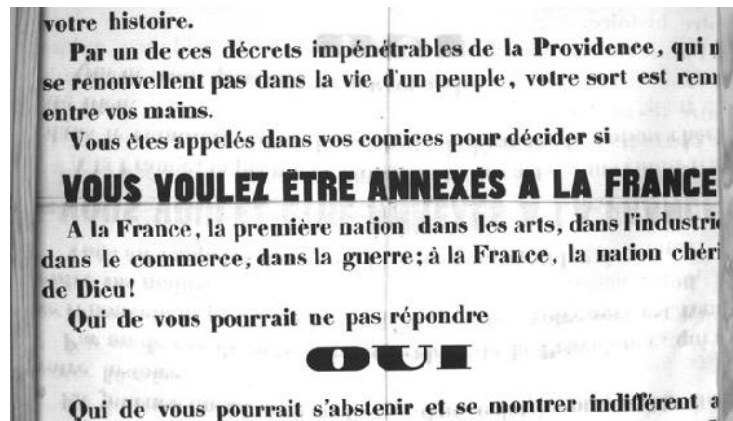 votre histoire.
Par un de ces décrets impénétrables de la Providence, qui n
se renouvellent pas dans la vie d'un peuple, votre sort est rem
entre vos mains.
Vous êtes appelés dans vos comices pour décider si
VOUS VOULEZ ÊTRE ANNEXÉS A LA FRANCE
A la France, la première nation dans les arts, dans l'industrie
dans le commerce, dans la guerre; à la France, la nation chéri
de Dieu!
Qui de vous pourrait ne pas répondre
OUI
Qui de vous pourrait s'abstenir et se montrer indifférent a